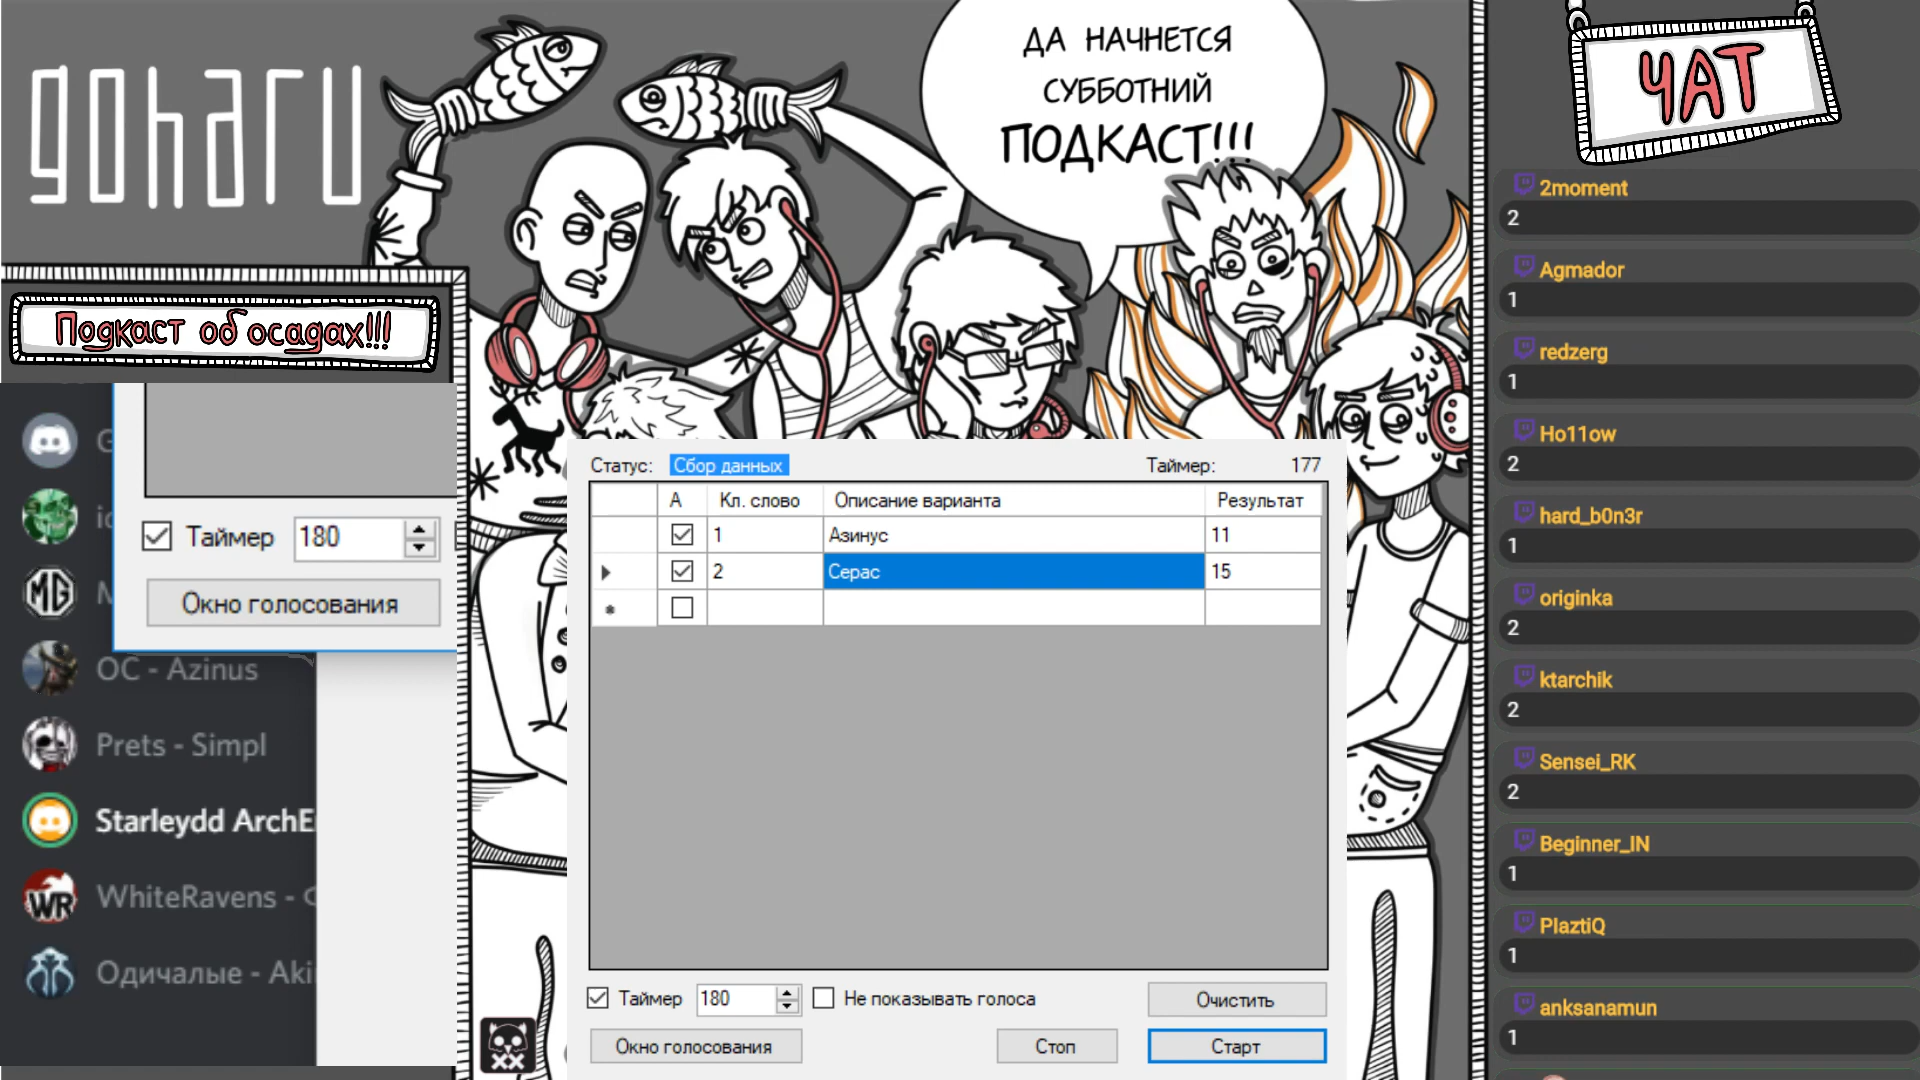 goharu
ДА НАЧНЕТСЯ
СУББОТНИЙ
ПОДКАСТ!!!
Подкаст об осадах!!!
Таймер 180
Окно голосования
OC - Azinus
Prets - Simpl
Starleydd ArchE
WhiteRavens -
Одичалые - Aki
MG
WR
Статус: Сбор данных Таймер: 177
А Кл. слово Описание варианта Результат
1 Азинус 11
2 Серас 15
Таймер 180 Не показывать голоса Очистить
Окно голосования Стоп Старт
ЧАТ
2moment
2
Agmador
1
redzerg
1
Ho11ow
2
hard_b0n3r
1
originka
2
ktarchik
2
Sensei_RK
2
Beginner_IN
1
PlaztiQ
1
anksanamun
1